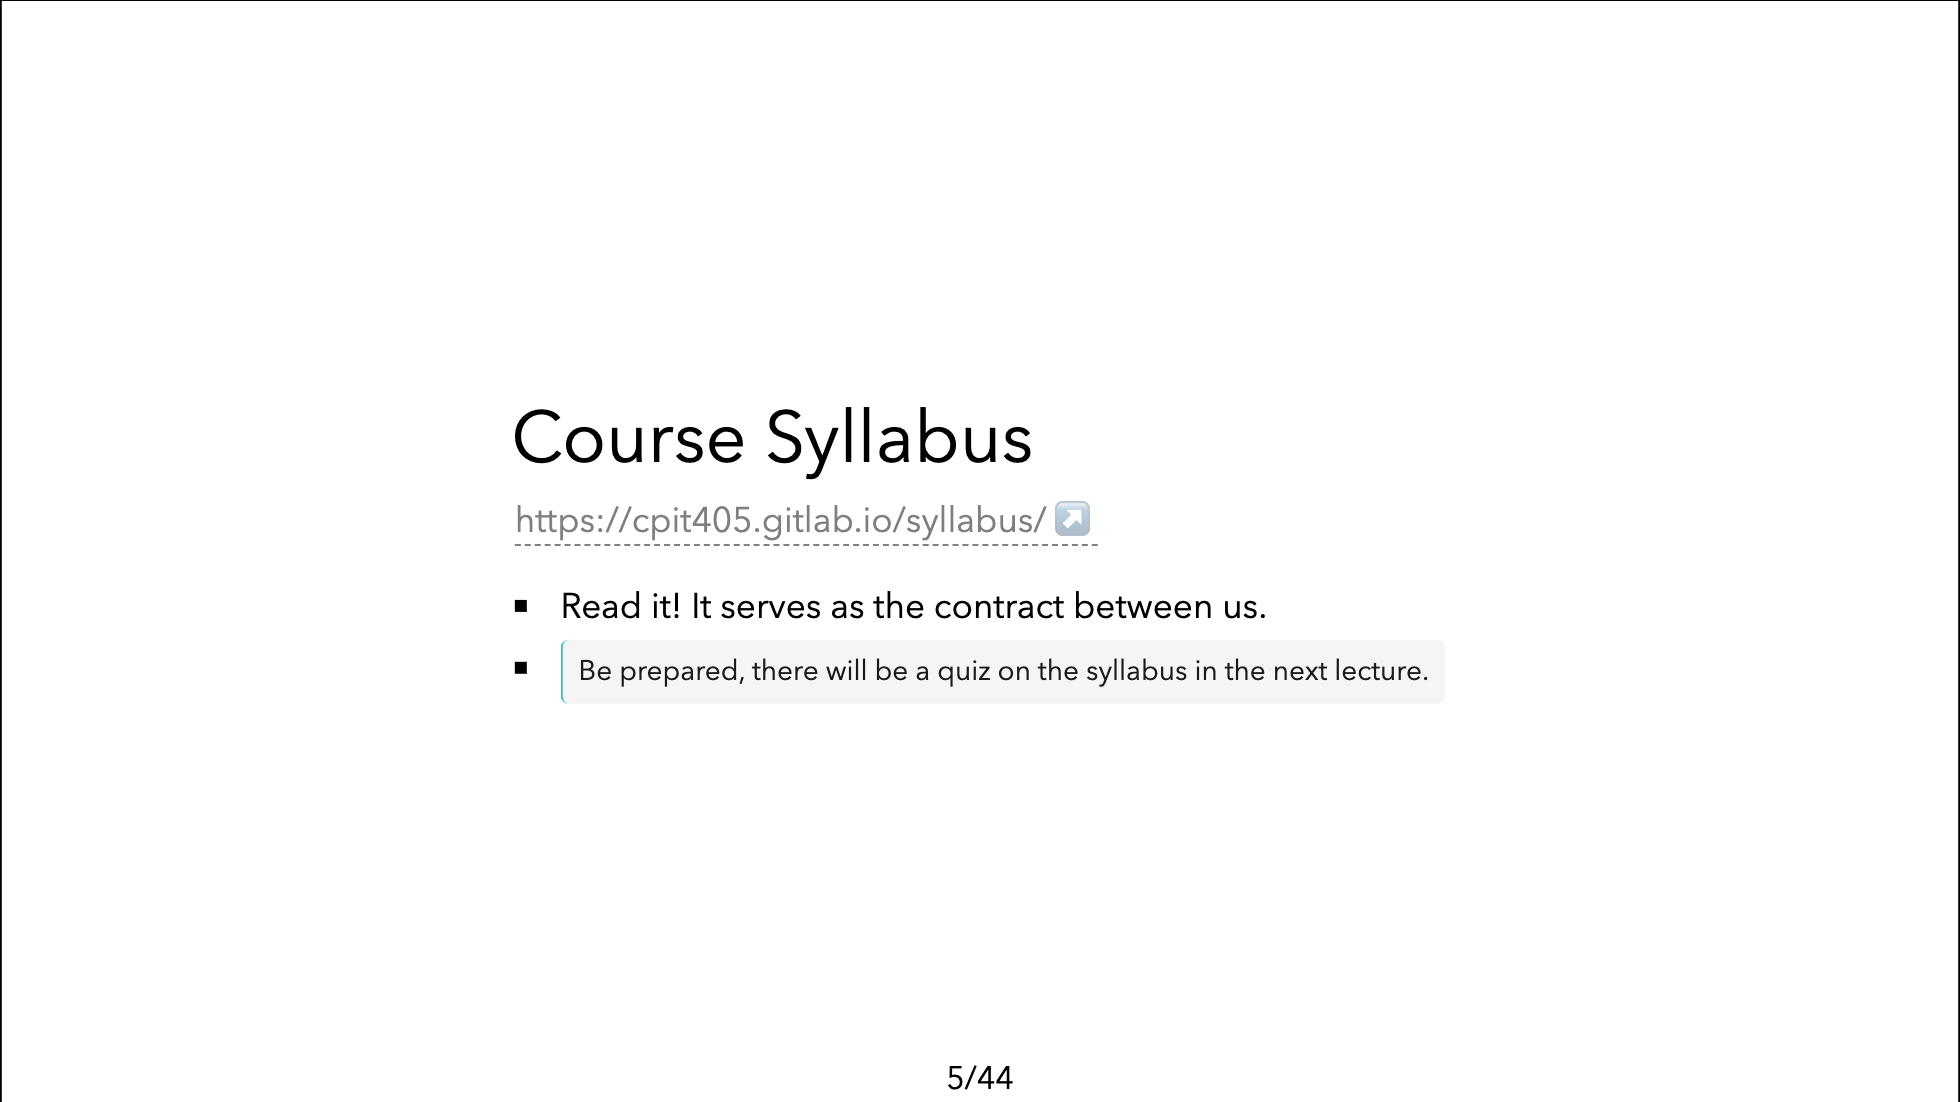 Course Syllabus
https://cpit405.gitlab.io/syllabus/ ↗️
Read it! It serves as the contract between us.
Be prepared, there will be a quiz on the syllabus in the next lecture.
5/44